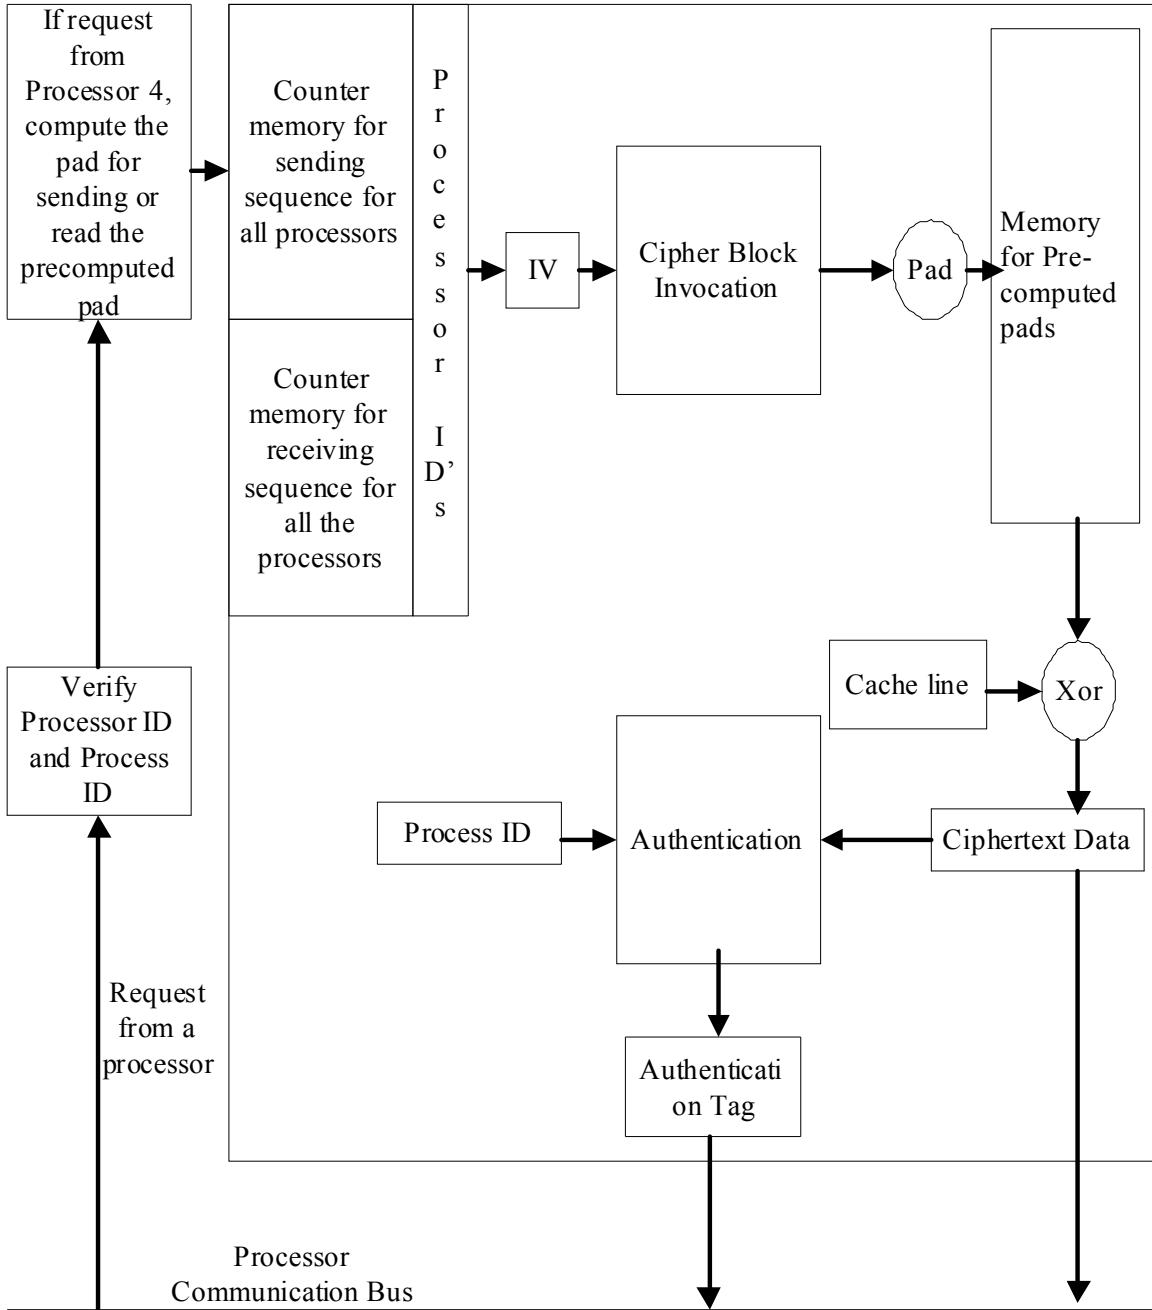 If request
from
Processor 4,
compute the
pad for
sending or
read the
precomputed
pad
Counter
memory for
sending
sequence for
all processors
Counter
memory for
receiving
sequence for
all the
processors
P
r
o
c
e
s
s
o
r
I
D’
s
IV
Cipher Block
Invocation
Pad
Memory
for Pre-
computed
pads
Verify
Processor ID
and Process
ID
Cache line
Xor
Process ID
Authentication
Ciphertext Data
Request
from a
processor
Authenticati
on Tag
Processor
Communication Bus